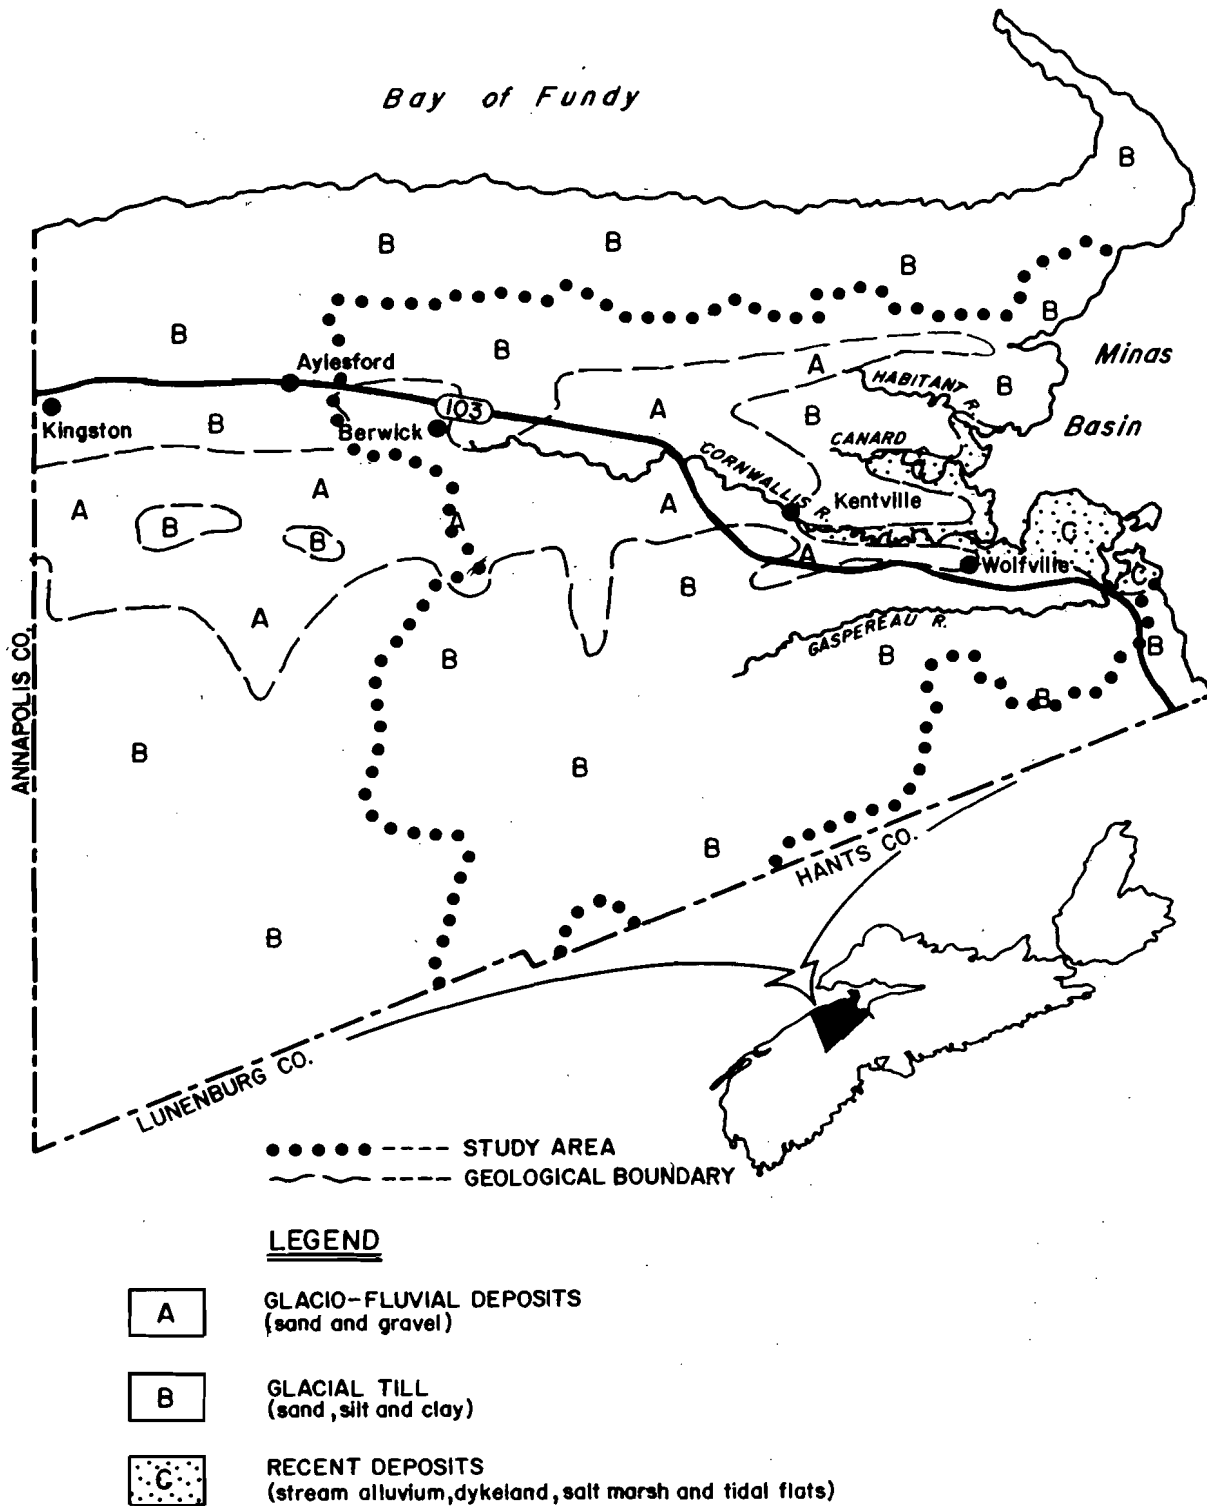 Bay of Fundy
B
B
B
B
B
B
B
Aylesford
A
Minas
HABITANT R.
B
103
A
Kingston
B
Berwick
B
CANARD
Basin
CORNWALLIS R.
A
A
A
A
Kentville
B
B
C
A
Wolfville
C
B
A
GASPEREAU R.
B
B
B
B
ANNAPOLIS CO.
B
B
B
HANTS CO.
B
LUNENBURG CO.
STUDY AREA
GEOLOGICAL BOUNDARY
LEGEND
A
GLACIO-FLUVIAL DEPOSITS
(sand and gravel)
B
GLACIAL TILL
(sand, silt and clay)
C
RECENT DEPOSITS
(stream alluvium, dykeland, salt marsh and tidal flats)